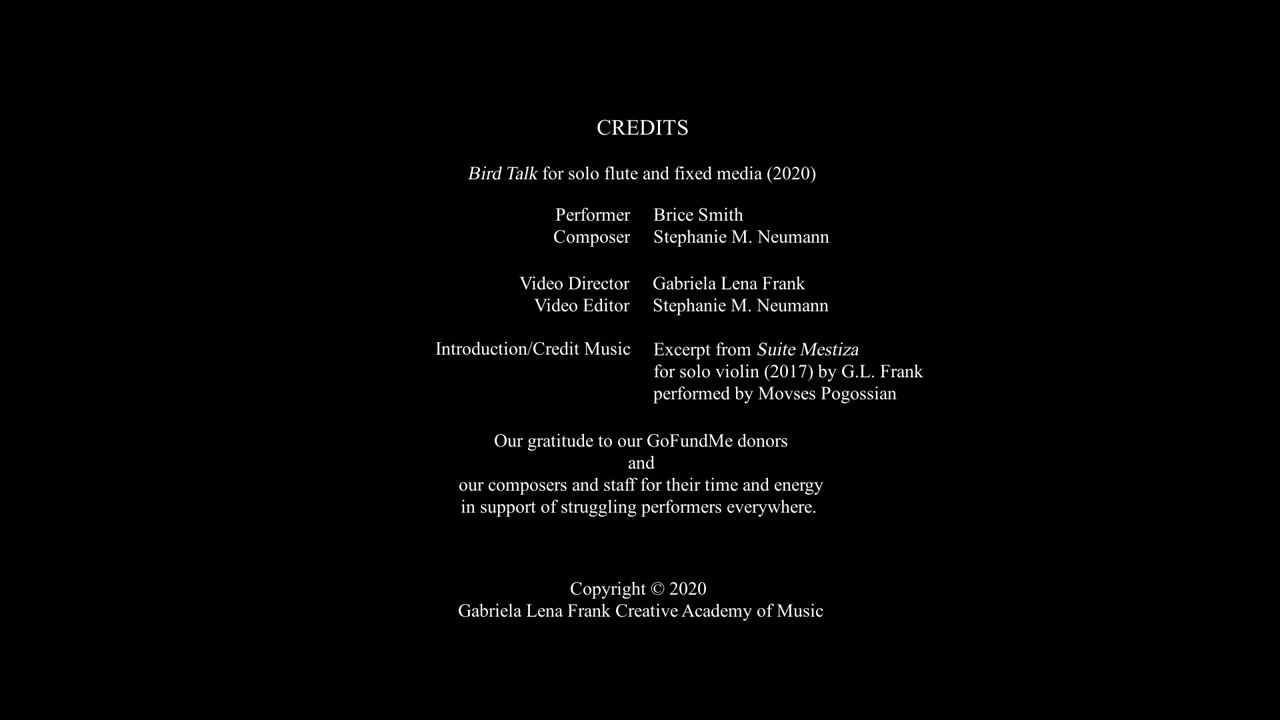 CREDITS
Bird Talk for solo flute and fixed media (2020)
Performer Brice Smith
Composer Stephanie M. Neumann
Video Director Gabriela Lena Frank
Video Editor Stephanie M. Neumann
Introduction/Credit Music Excerpt from Suite Mestiza
for solo violin (2017) by G.L. Frank
performed by Movses Pogossian
Our gratitude to our GoFundMe donors
and
our composers and staff for their time and energy
in support of struggling performers everywhere.
Copyright © 2020
Gabriela Lena Frank Creative Academy of Music